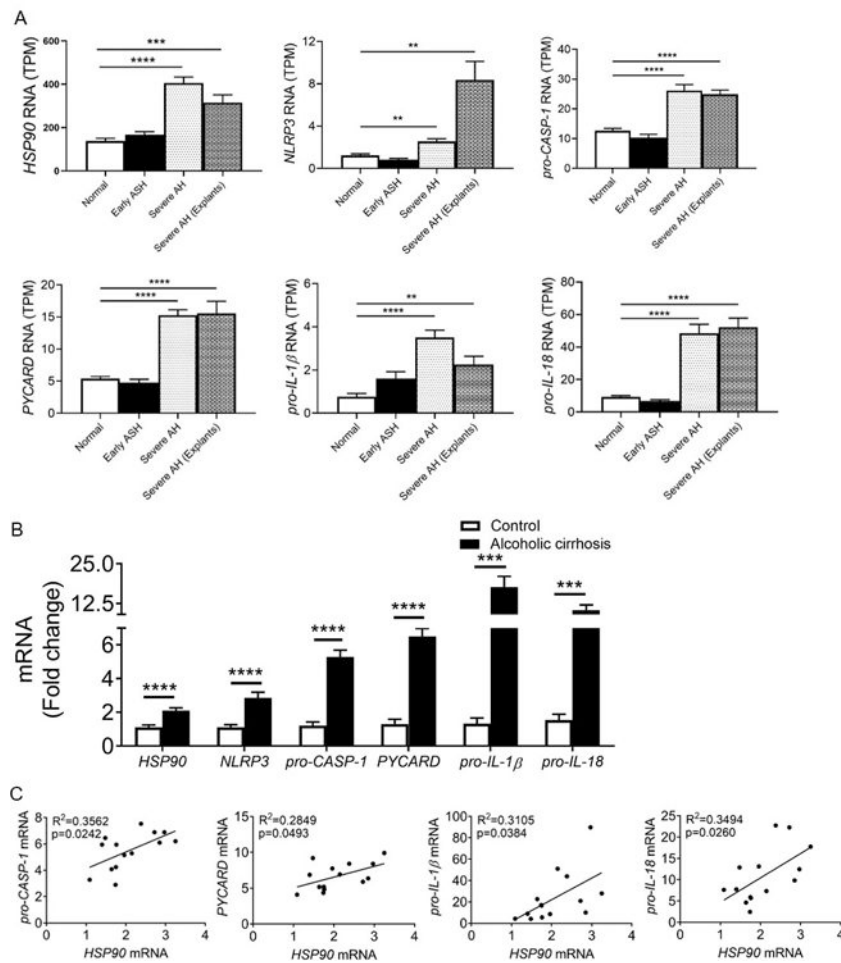 A
HSP90 RNA (TPM)
600
400
200
0
***
****
Normal
Early ASH
Severe AH
Severe AH (Explants)
NLRP3 RNA (TPM)
12
8
4
0
**
**
Normal
Early ASH
Severe AH
Severe AH (Explants)
pro-CASP-1 RNA (TPM)
40
30
20
10
0
****
****
Normal
Early ASH
Severe AH
Severe AH (Explants)
PYCARD RNA (TPM)
20
15
10
5
0
****
****
Normal
Early ASH
Severe AH
Severe AH (Explants)
pro-IL-1β RNA (TPM)
6
4
2
0
**
****
Normal
Early ASH
Severe AH
Severe AH (Explants)
pro-IL-18 RNA (TPM)
80
60
40
20
0
****
****
Normal
Early ASH
Severe AH
Severe AH (Explants)
B
Control
Alcoholic cirrhosis
mRNA
(Fold change)
25.0
12.5
6
4
2
0
****
****
****
****
***
***
HSP90 NLRP3 pro-CASP-1 PYCARD pro-IL-1β pro-IL-18
C
pro-CASP-1 mRNA
R²=0.3562
p=0.0242
8
6
4
2
0
0 1 2 3 4
HSP90 mRNA
PYCARD mRNA
R²=0.2849
p=0.0493
15
10
5
0
0 1 2 3 4
HSP90 mRNA
pro-IL-1β mRNA
R²=0.3105
p=0.0384
100
80
60
40
20
0
0 1 2 3 4
HSP90 mRNA
pro-IL-18 mRNA
R²=0.3494
p=0.0260
25
20
15
10
5
0
0 1 2 3 4
HSP90 mRNA